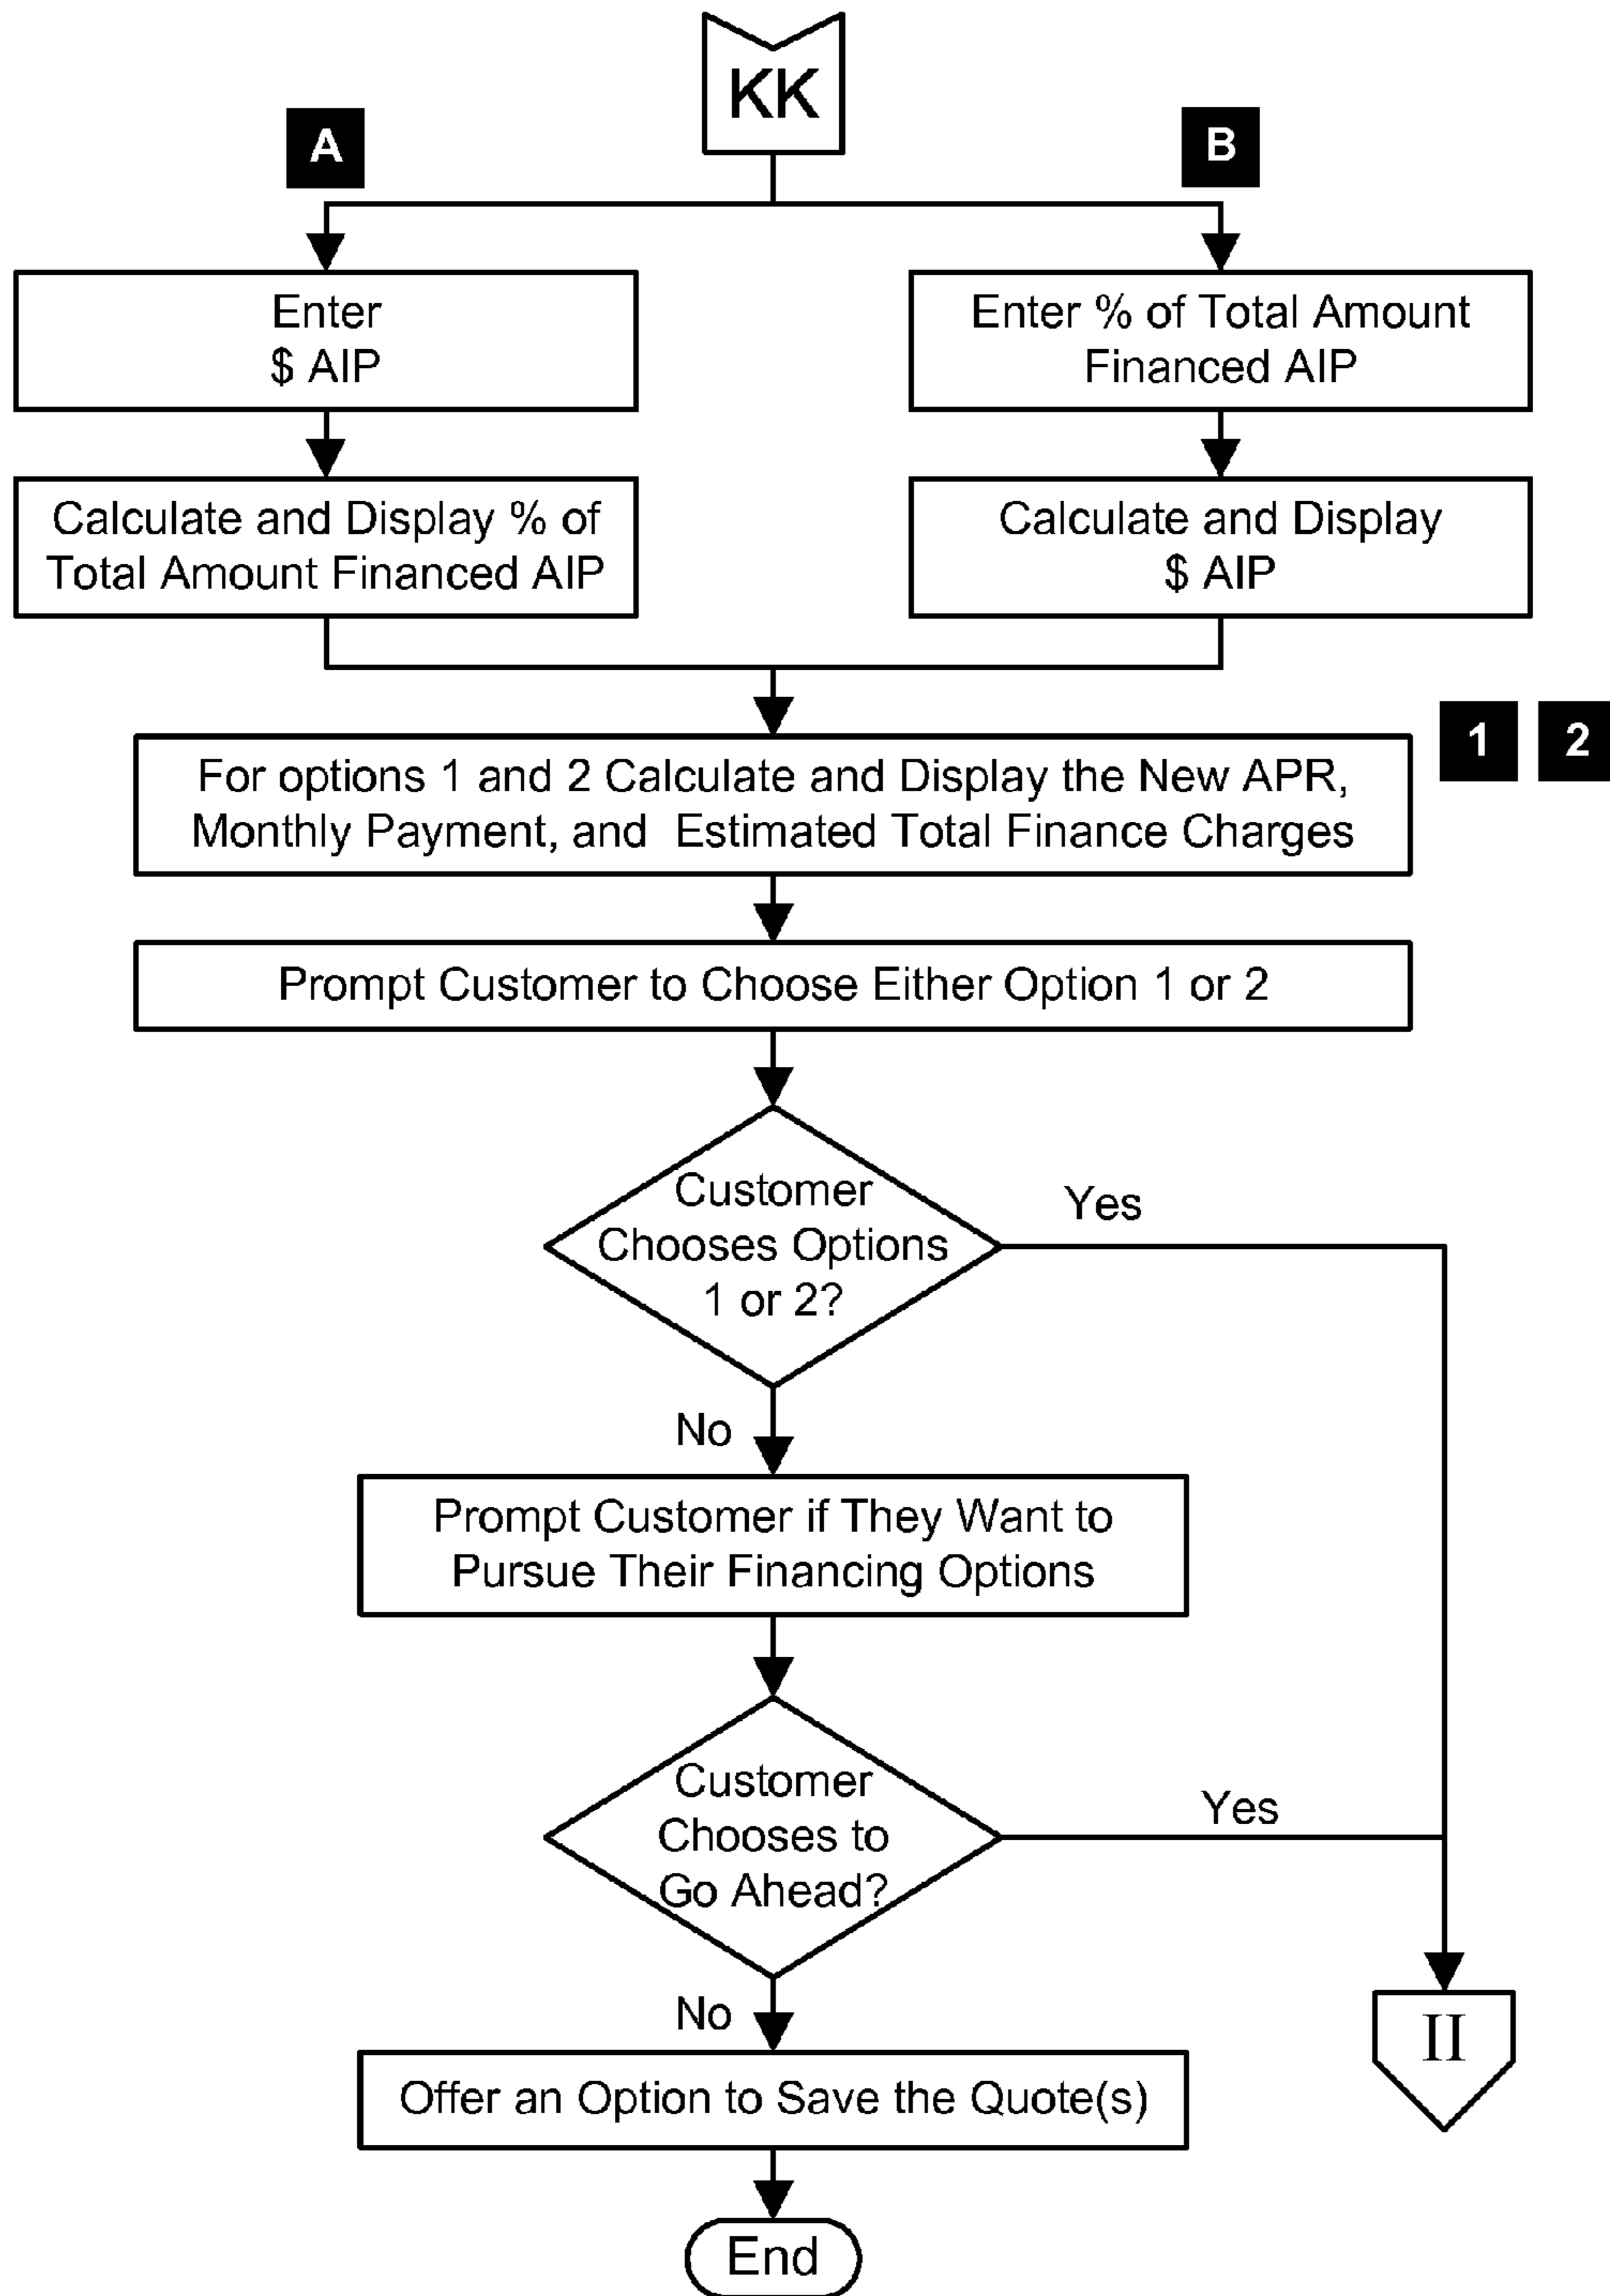 KK
A
B
Enter
$ AIP
Enter % of Total Amount
Financed AIP
Calculate and Display % of
Total Amount Financed AIP
Calculate and Display
$ AIP
1
2
For options 1 and 2 Calculate and Display the New APR,
Monthly Payment, and Estimated Total Finance Charges
Prompt Customer to Choose Either Option 1 or 2
Customer
Chooses Options
1 or 2?
Yes
No
Prompt Customer if They Want to
Pursue Their Financing Options
Customer
Chooses to
Go Ahead?
Yes
No
II
Offer an Option to Save the Quote(s)
End